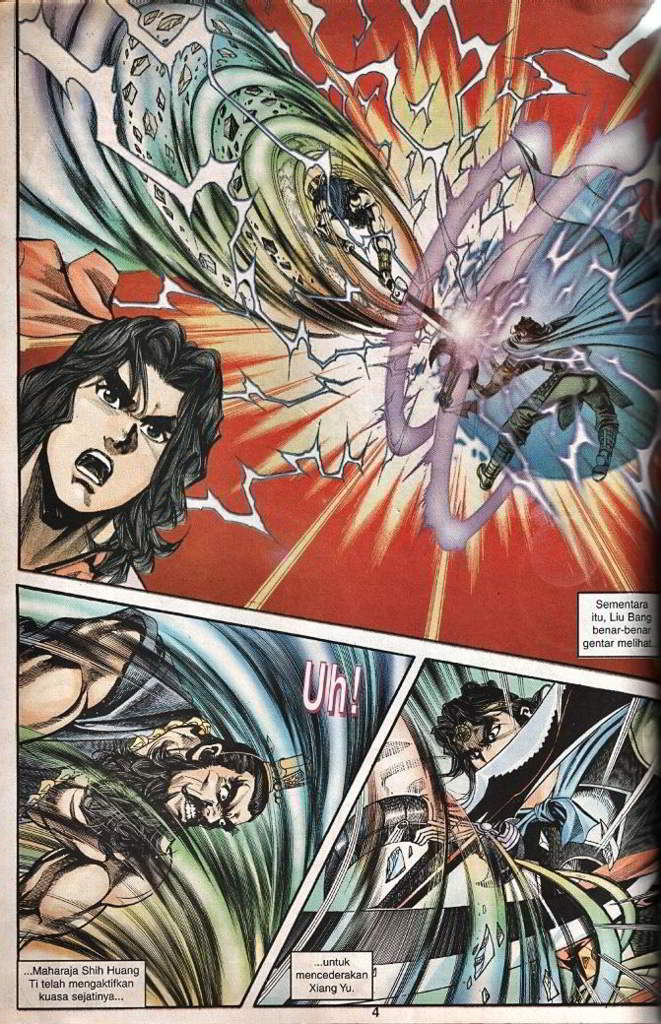 Sementara
itu, Liu Bang
benar-benar
gentar melihat...
Uh!
...Maharaja Shih Huang
Ti telah mengaktifkan
kuasa sejatinya...
...untuk
mencederakan
Xiang Yu.
4